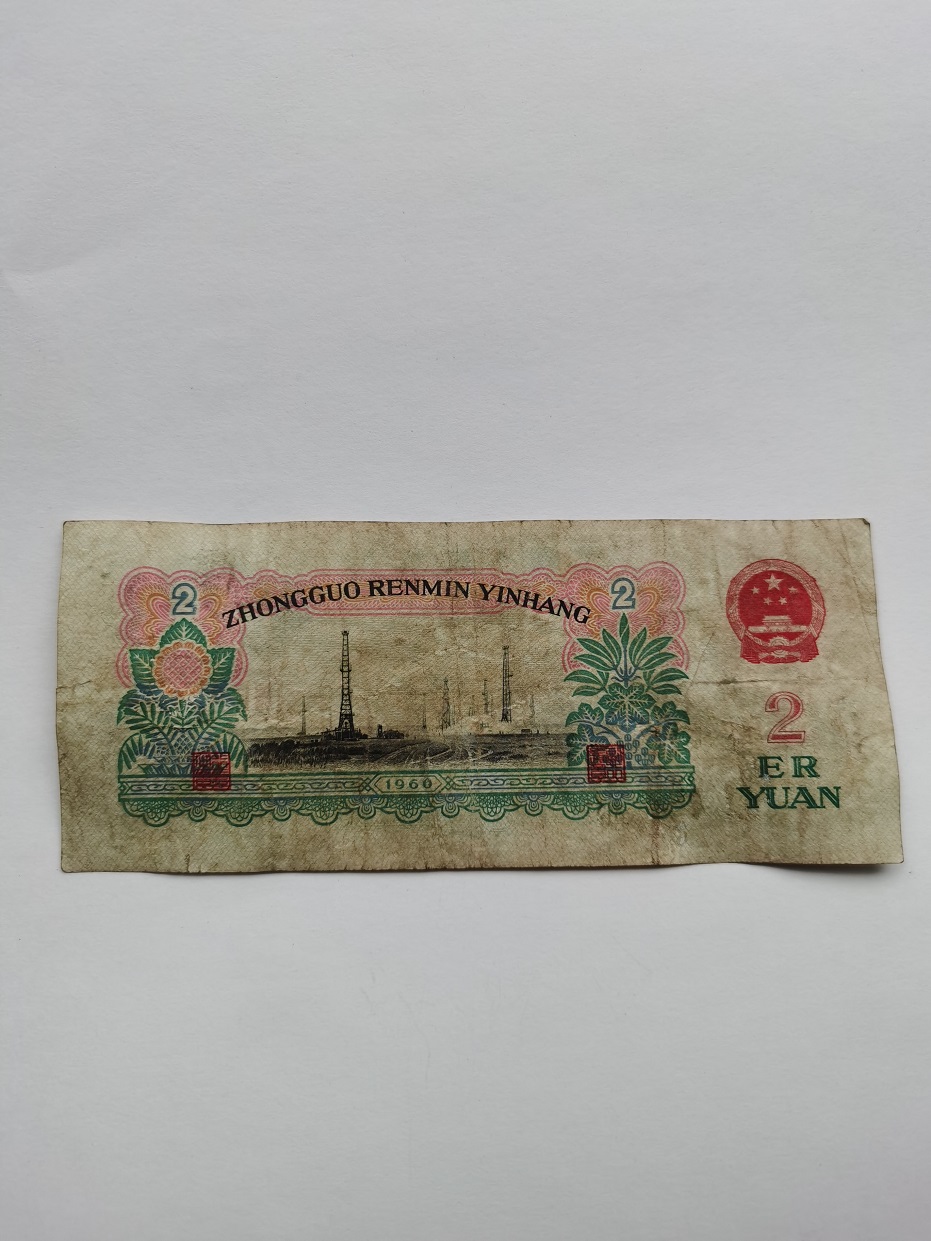 2 2
ZHONGGUO RENMIN YINHANG
2
ER
YUAN
1960